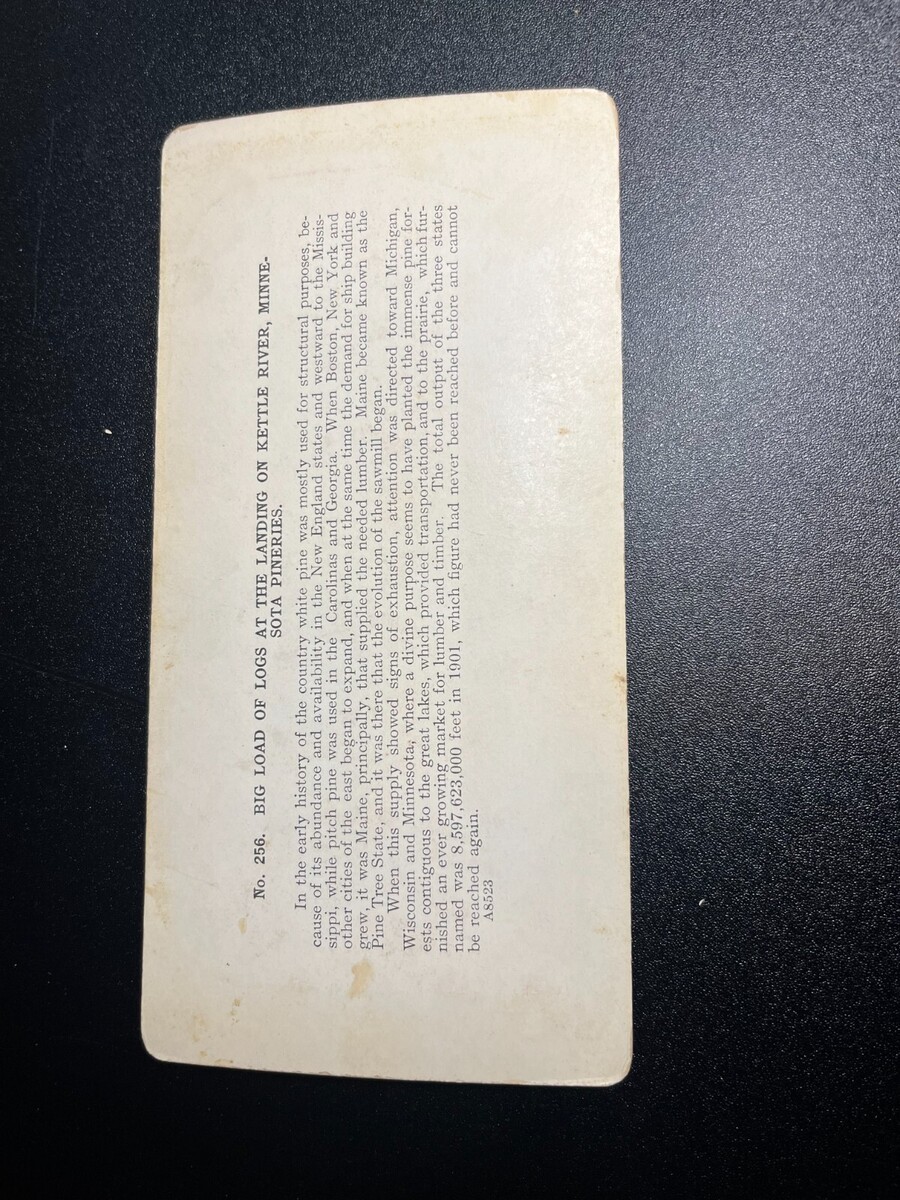 No. 256. BIG LOAD OF LOGS AT THE LANDING ON KETTLE RIVER, MINNE-
SOTA PINERIES.
In the early history of the country white pine was mostly used for structural purposes, be-
cause of its abundance and availability in the New England states and westward to the Missis-
sippi, while pitch pine was used in the Carolinas and Georgia. When Boston, New York and
other cities of the east began to expand, and when at the same time the demand for ship building
grew, it was Maine, principally, that supplied the needed lumber. Maine became known as the
Pine Tree State, and it was there that the evolution of the sawmill began.
When this supply showed signs of exhaustion, attention was directed toward Michigan,
Wisconsin and Minnesota, where a divine purpose seems to have planted the immense pine for-
ests contiguous to the great lakes, which provided transportation, and to the prairie, which fur-
nished an ever growing market for lumber and timber. The total output of the three states
named was 8,597,623,000 feet in 1901, which figure had never been reached before and cannot
be reached again.
A8523